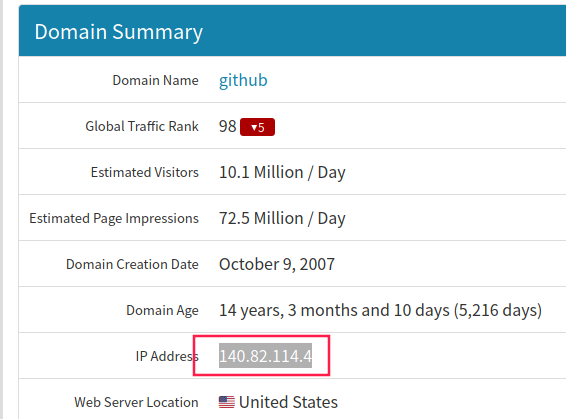 Domain Summary
Domain Name github
Global Traffic Rank 98 ▾5
Estimated Visitors 10.1 Million / Day
Estimated Page Impressions 72.5 Million / Day
Domain Creation Date October 9, 2007
Domain Age 14 years, 3 months and 10 days (5,216 days)
IP Address 140.82.114.4
Web Server Location United States